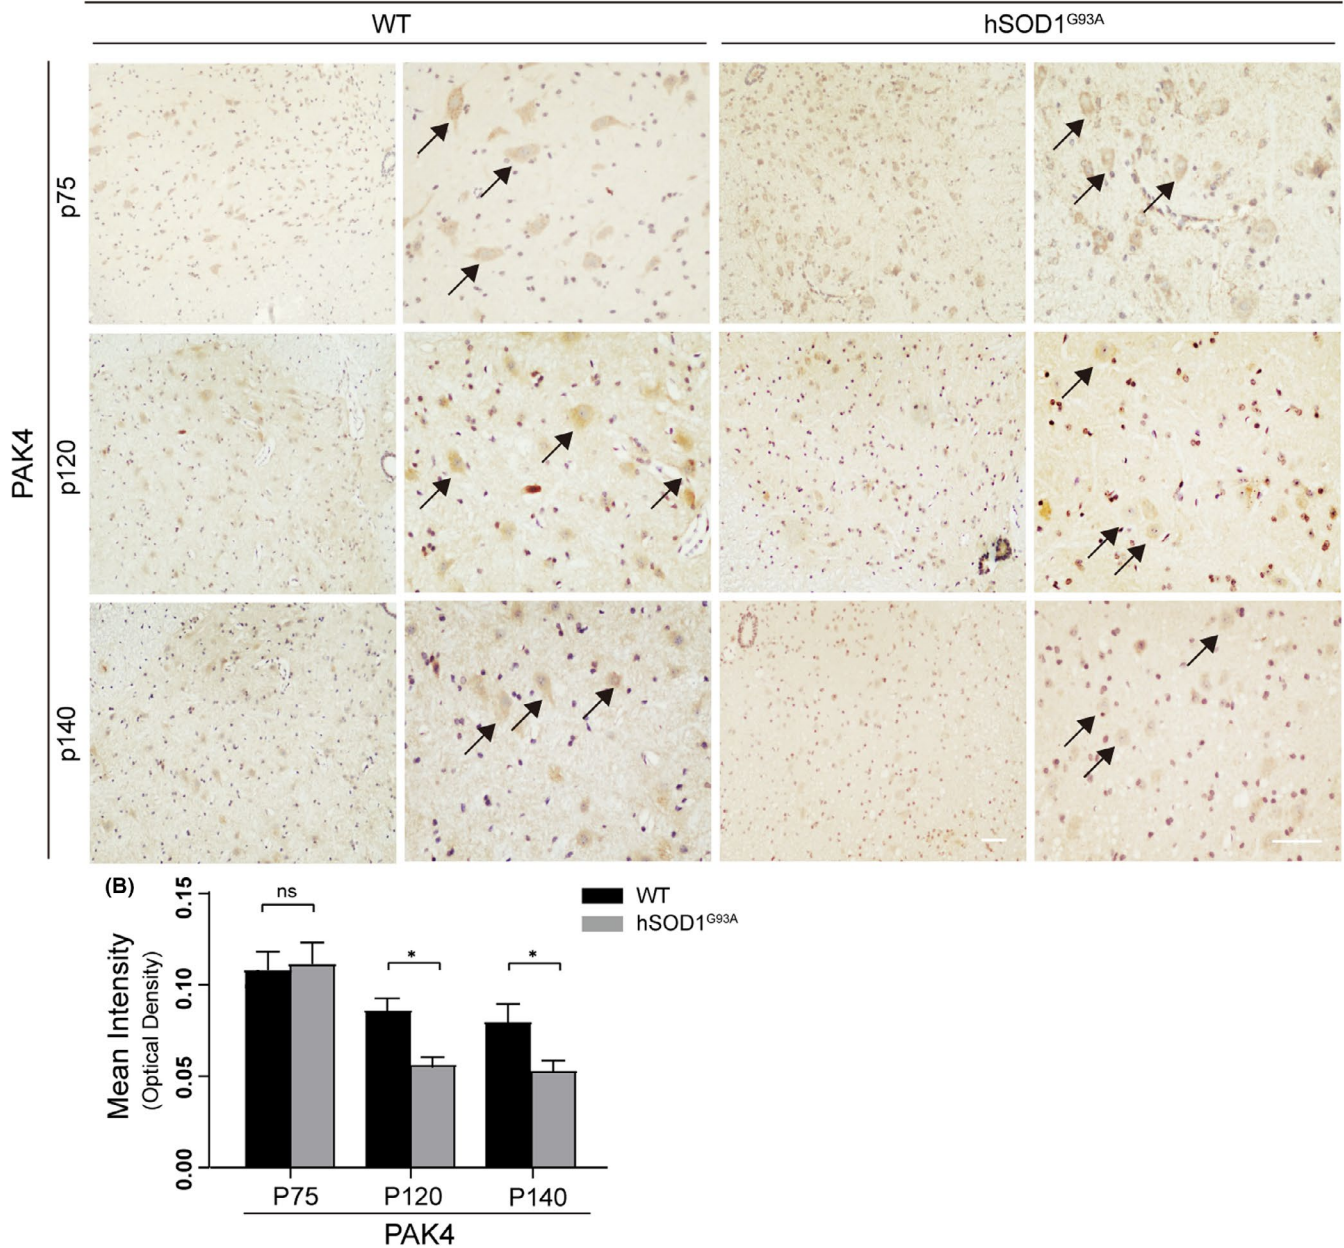 WT
hSOD1G93A
PAK4
p75
p120
p140
(B)
ns
*
*
WT
hSOD1G93A
Mean Intensity
(Optical Density)
0.15
0.10
0.05
0.00
P75
P120
P140
PAK4